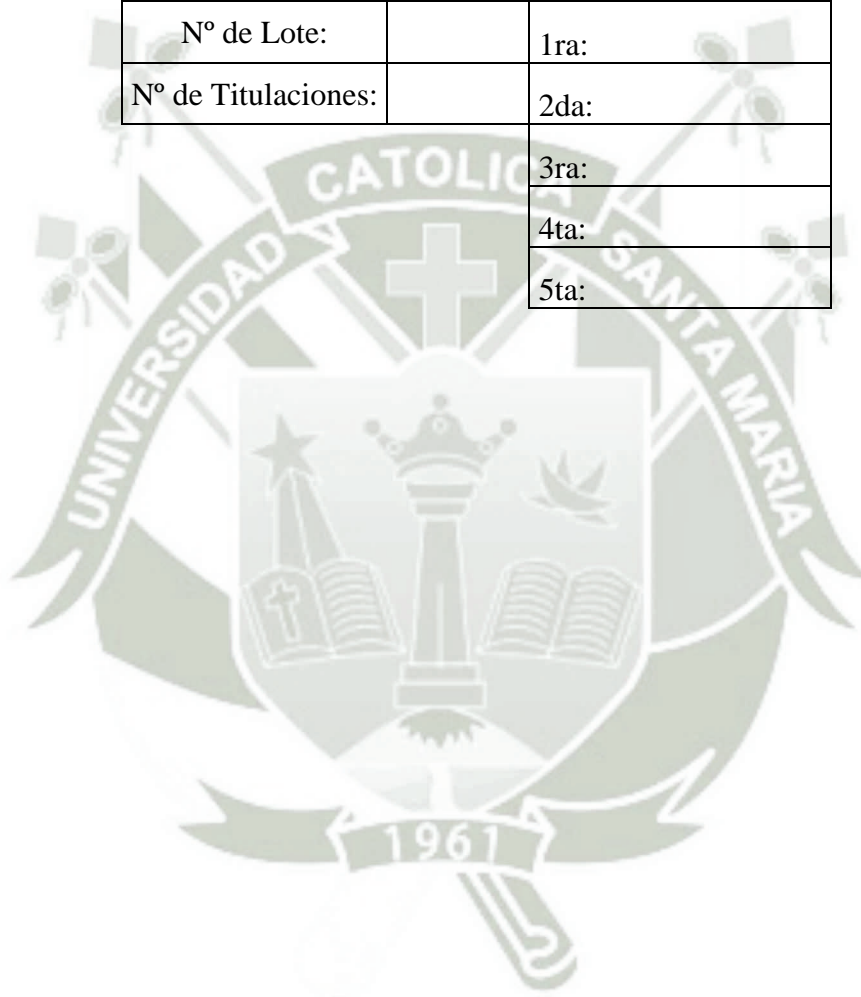 Nº de Lote:
1ra:
Nº de Titulaciones:
2da:
3ra:
4ta:
5ta:
UNIVERSIDAD CATOLICA SANTA MARIA
1961